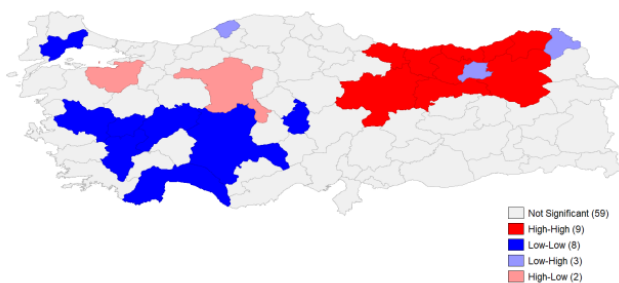 Not Significant (59)
High-High (9)
Low-Low (8)
Low-High (3)
High-Low (2)